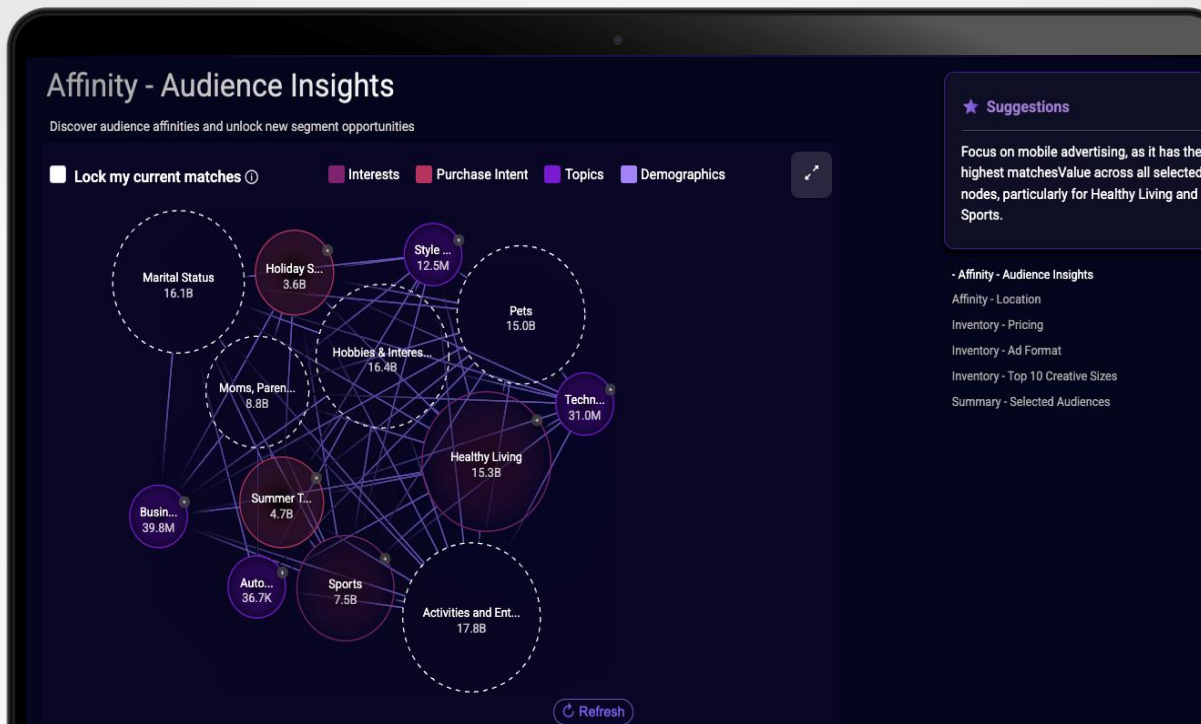 Affinity - Audience Insights
Discover audience affinities and unlock new segment opportunities
Lock my current matches
Interests
Purchase Intent
Topics
Demographics
Marital Status
16.1B
Holiday S...
3.6B
Style ...
12.5M
Pets
15.0B
Hobbies & Interes...
16.4B
Moms, Paren...
8.8B
Techn...
31.0M
Healthy Living
15.3B
Summer T...
4.7B
Busin...
39.8M
Auto...
36.7K
Sports
7.5B
Activities and Ent...
17.8B
Refresh
Suggestions
Focus on mobile advertising, as it has the
highest matchesValue across all selected
nodes, particularly for Healthy Living and
Sports.
- Affinity - Audience Insights
Affinity - Location
Inventory - Pricing
Inventory - Ad Format
Inventory - Top 10 Creative Sizes
Summary - Selected Audiences